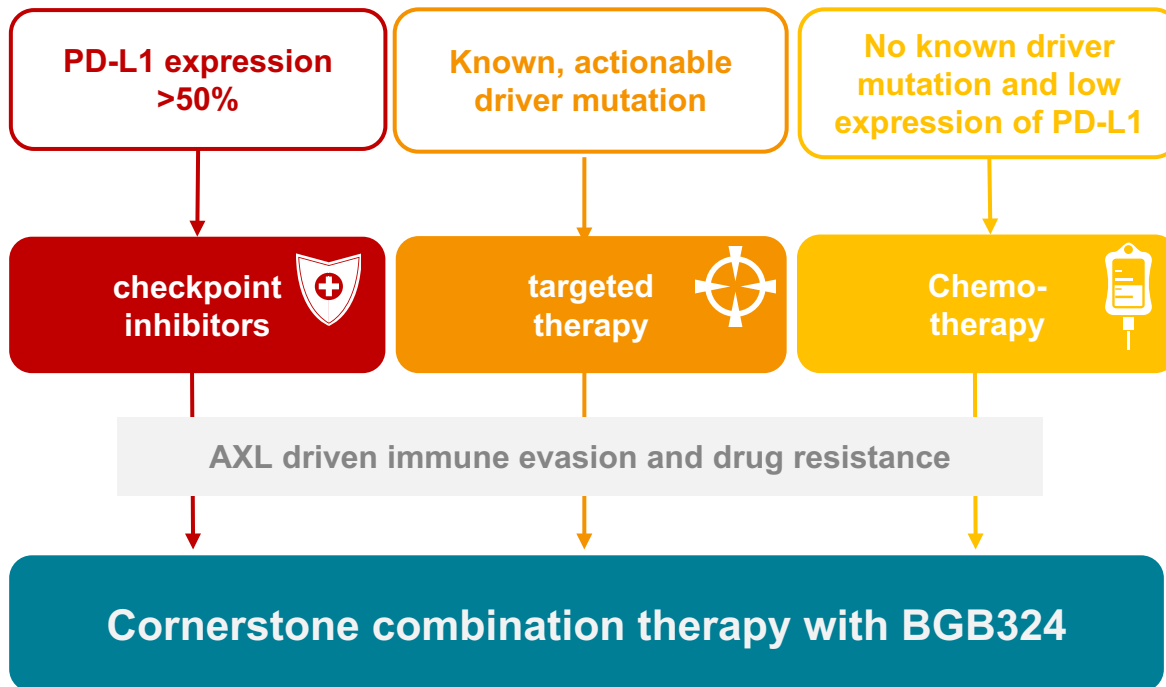 PD-L1 expression
>50%
Known, actionable
driver mutation
No known driver
mutation and low
expression of PD-L1
checkpoint
inhibitors
targeted
therapy
Chemo-
therapy
AXL driven immune evasion and drug resistance
Cornerstone combination therapy with BGB324